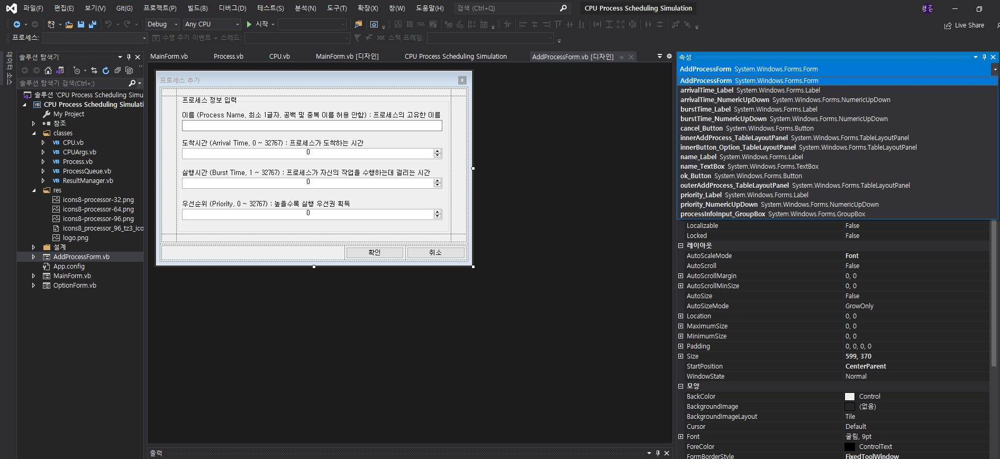 파일(F) 편집(E) 보기(V) Git(G) 프로젝트(P) 빌드(B) 디버그(D) 테스트(S) 분석(N) 도구(T) 확장(X) 창(W) 도움말(H) 검색 (Ctrl+Q) CPU Process Scheduling Simulation 형근
Debug Any CPU 시작 Live Share
프로세스: 수명 주기 이벤트 스레드: 스택 프레임:
데이터 소스
솔루션 탐색기
솔루션 탐색기 검색(Ctrl+;)
솔루션 'CPU Process Scheduling Simu
CPU Process Scheduling Simulati
My Project
참조
classes
CPU.vb
CPUArgs.vb
Process.vb
ProcessQueue.vb
ResultManager.vb
res
icons8-processor-32.png
icons8-processor-64.png
icons8-processor-96.png
icons8_processor_96_tz3_ico
logo.png
설계
AddProcessForm.vb
App.config
MainForm.vb
OptionForm.vb
MainForm.vb Process.vb CPU.vb MainForm.vb [디자인] CPU Process Scheduling Simulation AddProcessForm.vb [디자인]
프로세스 추가
프로세스 정보 입력
이름 (Process Name, 최소 1글자, 공백 및 중복 이름 허용 안함) : 프로세스의 고유한 이름
도착시간 (Arrival Time, 0 ~ 32767) : 프로세스가 도착하는 시간
0
실행시간 (Burst Time, 1 ~ 32767) : 프로세스가 자신의 작업을 수행하는데 걸리는 시간
0
우선순위 (Priority, 0 ~ 32767) : 높을수록 실행 우선권 획득
0
확인 취소
출력
속성
AddProcessForm System.Windows.Forms.Form
AddProcessForm System.Windows.Forms.Form
arrivalTime_Label System.Windows.Forms.Label
arrivalTime_NumericUpDown System.Windows.Forms.NumericUpDown
burstTime_Label System.Windows.Forms.Label
burstTime_NumericUpDown System.Windows.Forms.NumericUpDown
cancel_Button System.Windows.Forms.Button
innerAddProcess_TableLayoutPanel System.Windows.Forms.TableLayoutPanel
innerButton_Option_TableLayoutPanel System.Windows.Forms.TableLayoutPanel
name_Label System.Windows.Forms.Label
name_TextBox System.Windows.Forms.TextBox
ok_Button System.Windows.Forms.Button
outerAddProcess_TableLayoutPanel System.Windows.Forms.TableLayoutPanel
priority_Label System.Windows.Forms.Label
priority_NumericUpDown System.Windows.Forms.NumericUpDown
processInfoInput_GroupBox System.Windows.Forms.GroupBox
Localizable False
Locked False
레이아웃
AutoScaleMode Font
AutoScroll False
AutoScrollMargin 0, 0
AutoScrollMinSize 0, 0
AutoSize False
AutoSizeMode GrowOnly
Location 0, 0
MaximumSize 0, 0
MinimumSize 0, 0
Padding 0, 0, 0, 0
Size 599, 370
StartPosition CenterParent
WindowState Normal
모양
BackColor Control
BackgroundImage (없음)
BackgroundImageLayout Tile
Cursor Default
Font 굴림, 9pt
ForeColor ControlText
FormBorderStyle FixedToolWindow